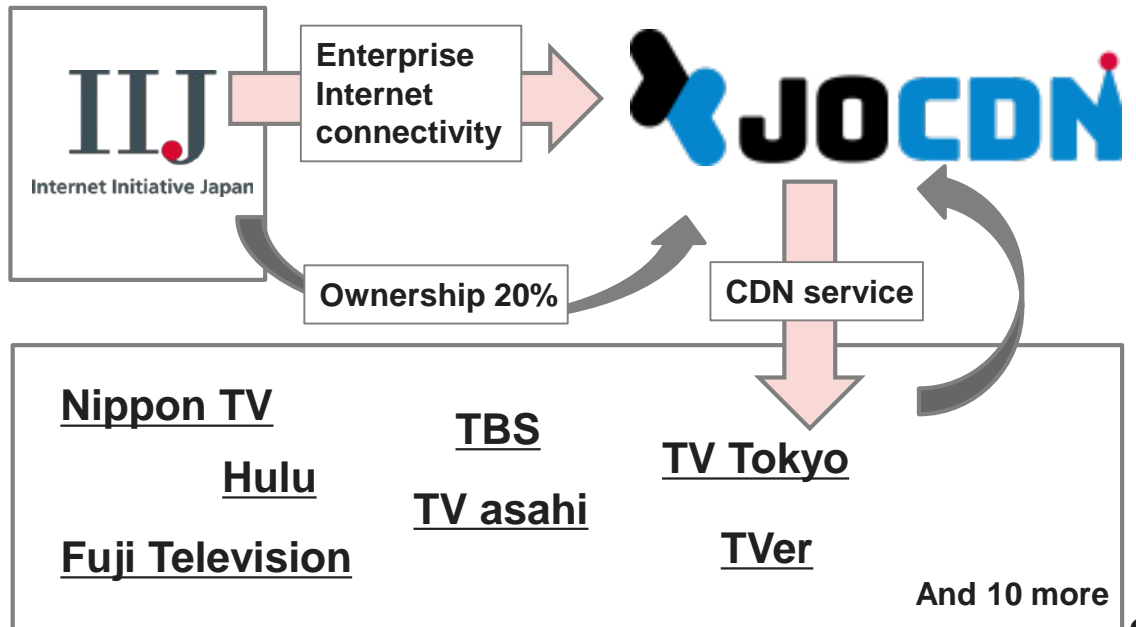 IIJ
Internet Initiative Japan
Enterprise
Internet
connectivity
JOCDN
Ownership 20%
CDN service
Nippon TV
TBS
TV Tokyo
Hulu
TV asahi
TVer
Fuji Television
And 10 more